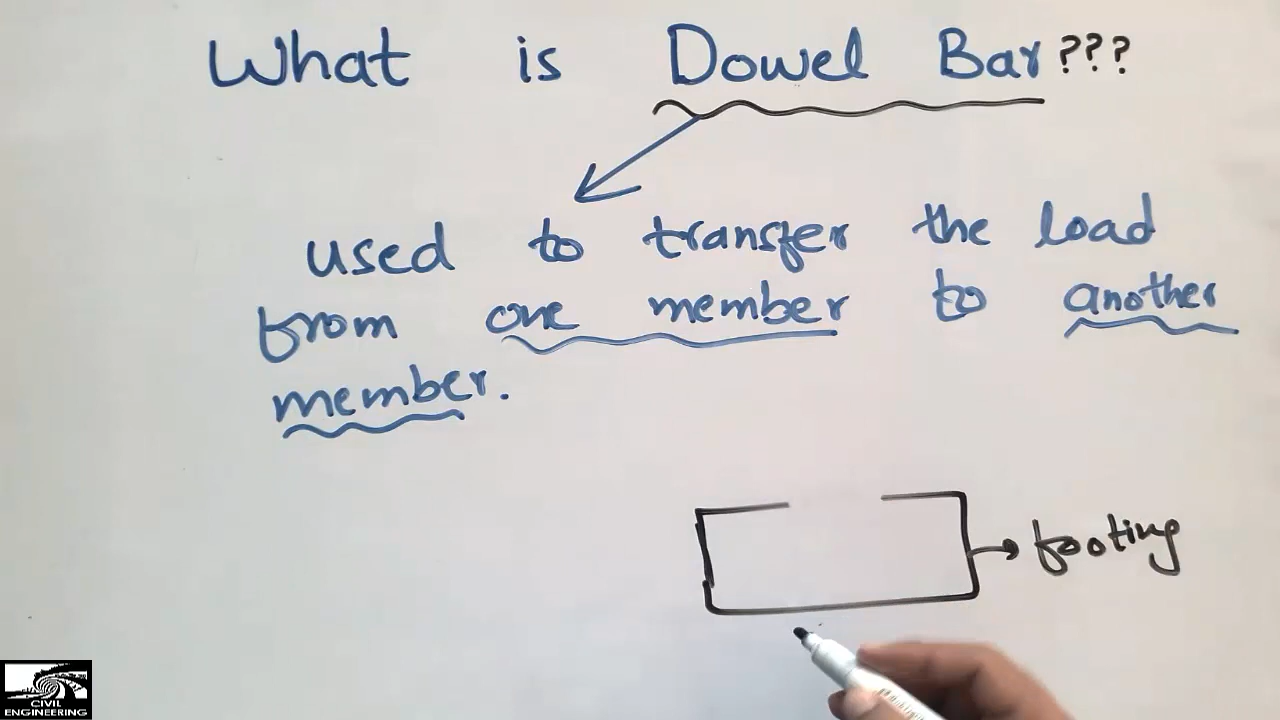 What is Dowel Bar???
used to transfer the load
from one member to another
member.
footing
CIVIL
ENGINEERING